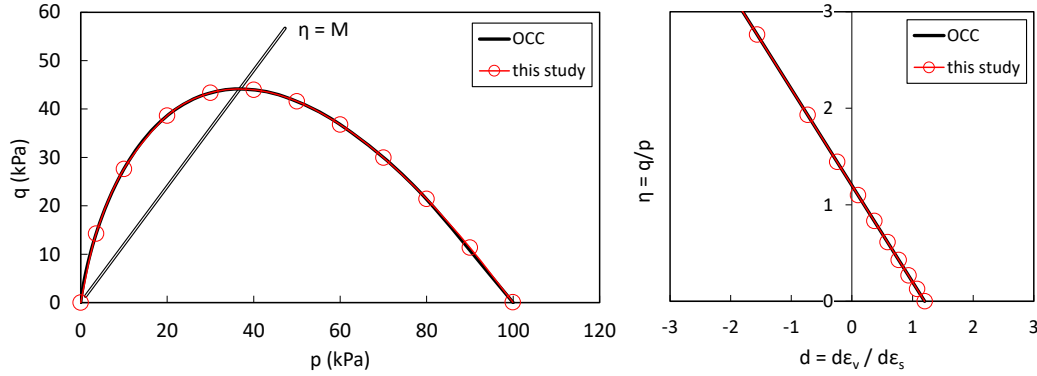 60
50
40
30
20
10
0
q (kPa)
0 20 40 60 80 100 120
p (kPa)
η = M
OCC
this study
3
2
1
0
η = q/p
-3 -2 -1 0 1 2 3
d = dεv / dεs
OCC
this study